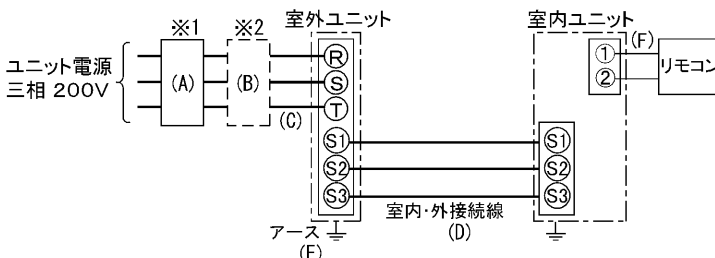 ※1
※2
室外ユニット
室内ユニット
ユニット電源
三相 200V
(A)
(B)
(C)
R
S
T
S1
S2
S3
S1
S2
S3
1
2
(F)
リモコン
室内・外接続線
(D)
アース
(E)